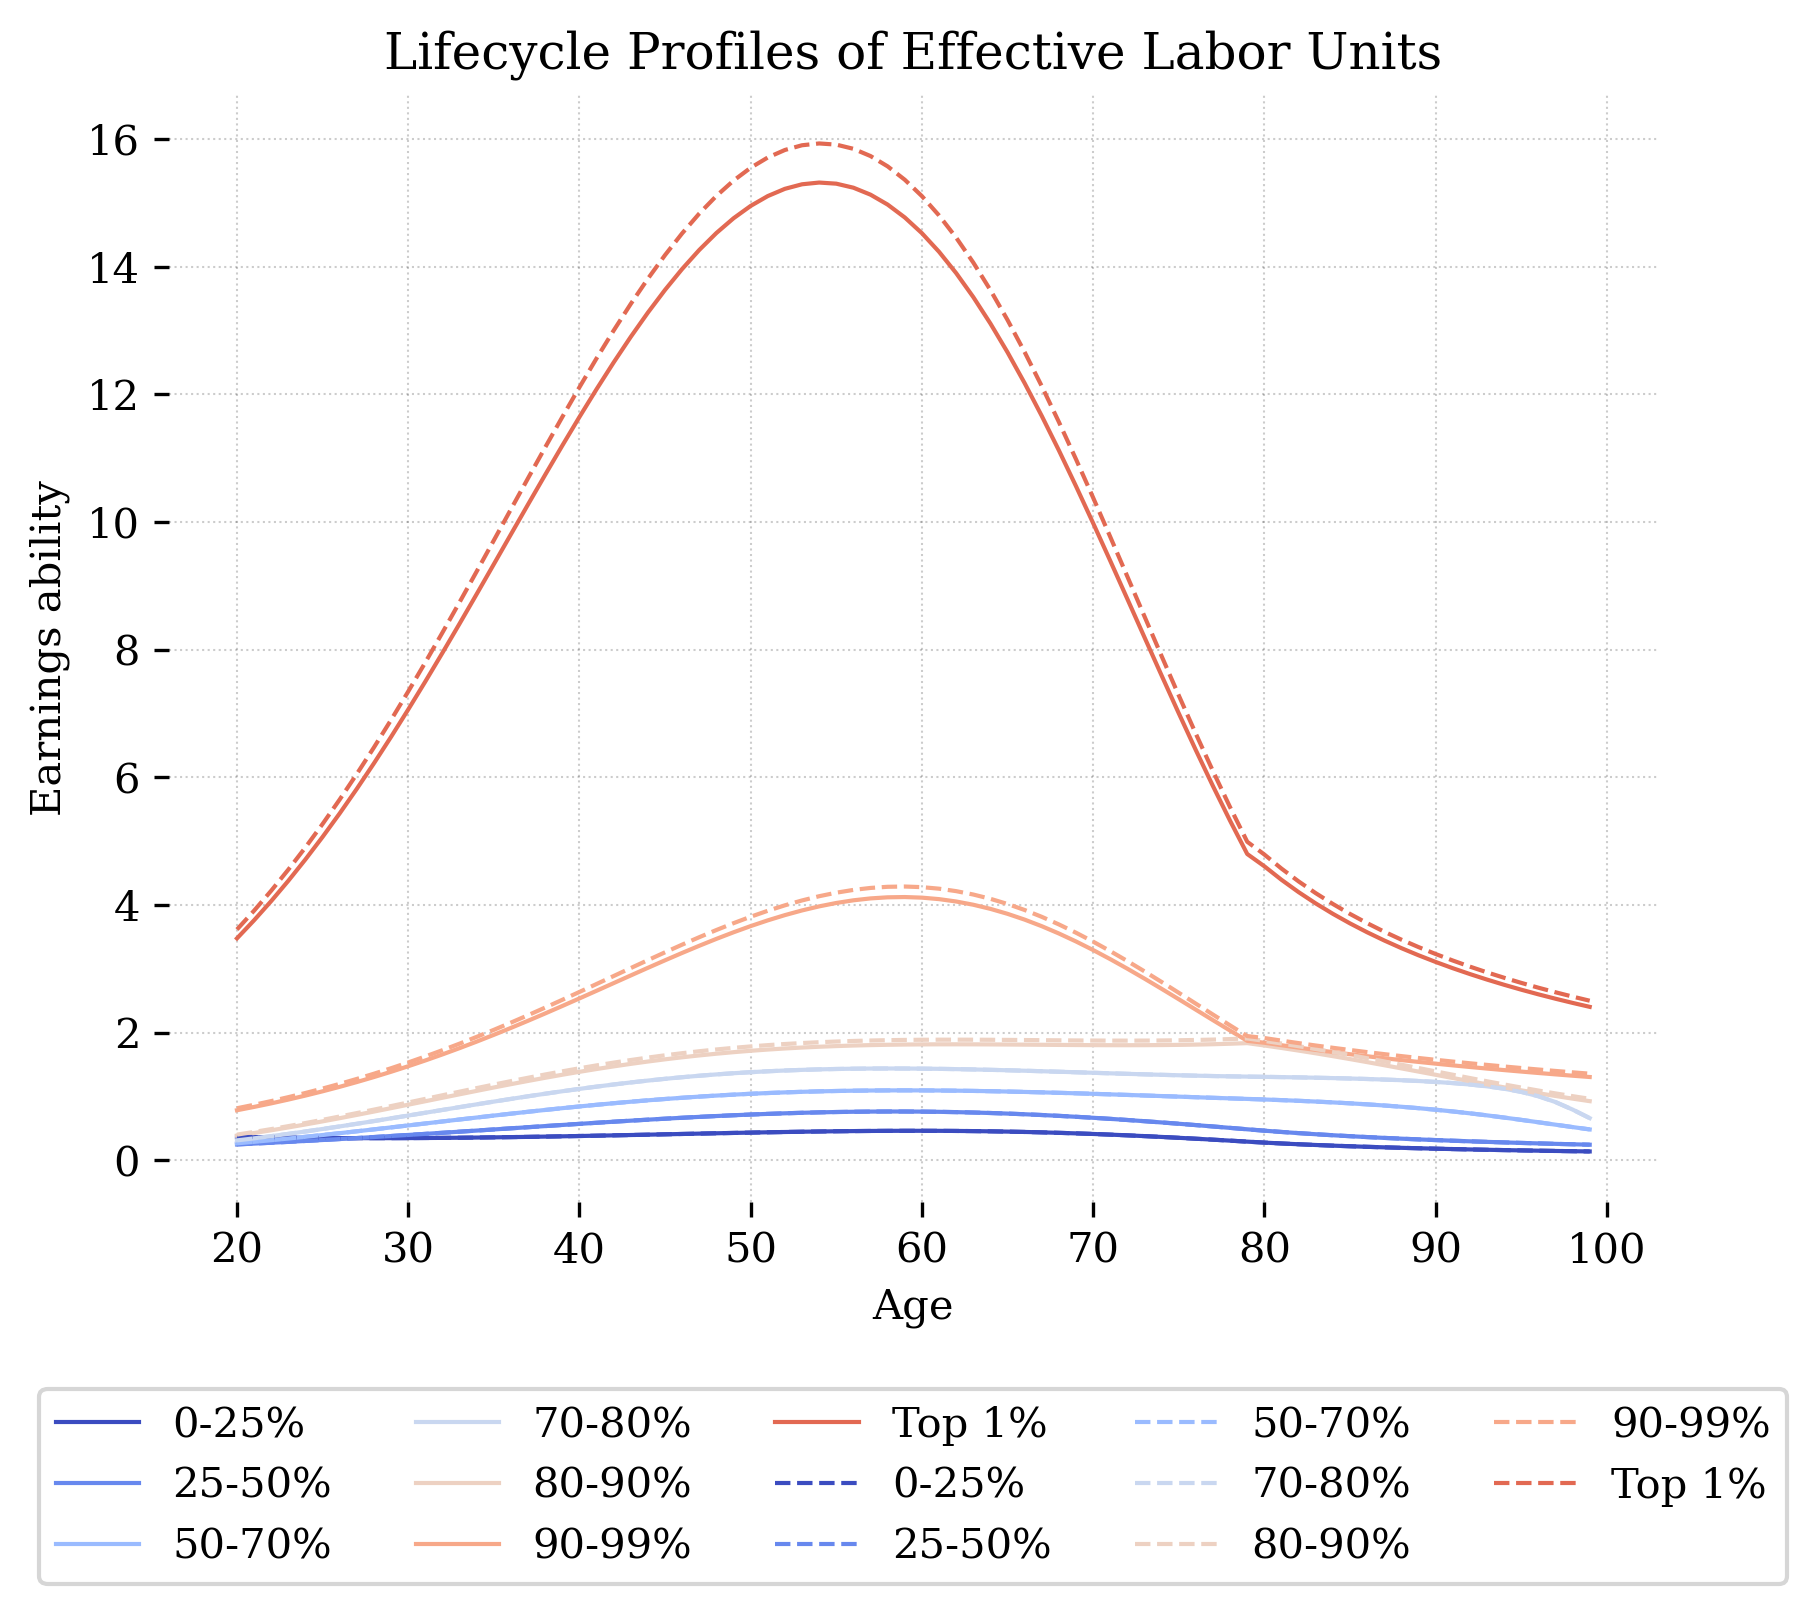 Lifecycle Profiles of Effective Labor Units
16
14
12
10
8
6
4
2
0
Earnings ability
20 30 40 50 60 70 80 90 100
Age
0-25% 70-80% Top 1% 50-70% 90-99%
25-50% 80-90% 0-25% 70-80% Top 1%
50-70% 90-99% 25-50% 80-90%